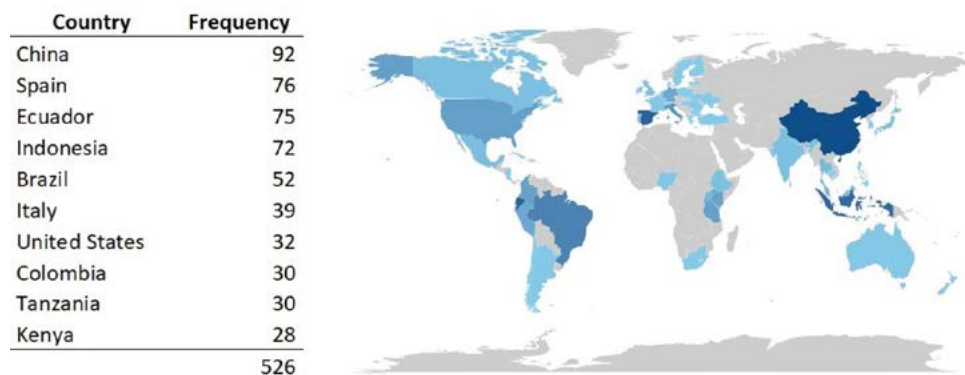 Country Frequency
China 92
Spain 76
Ecuador 75
Indonesia 72
Brazil 52
Italy 39
United States 32
Colombia 30
Tanzania 30
Kenya 28
526